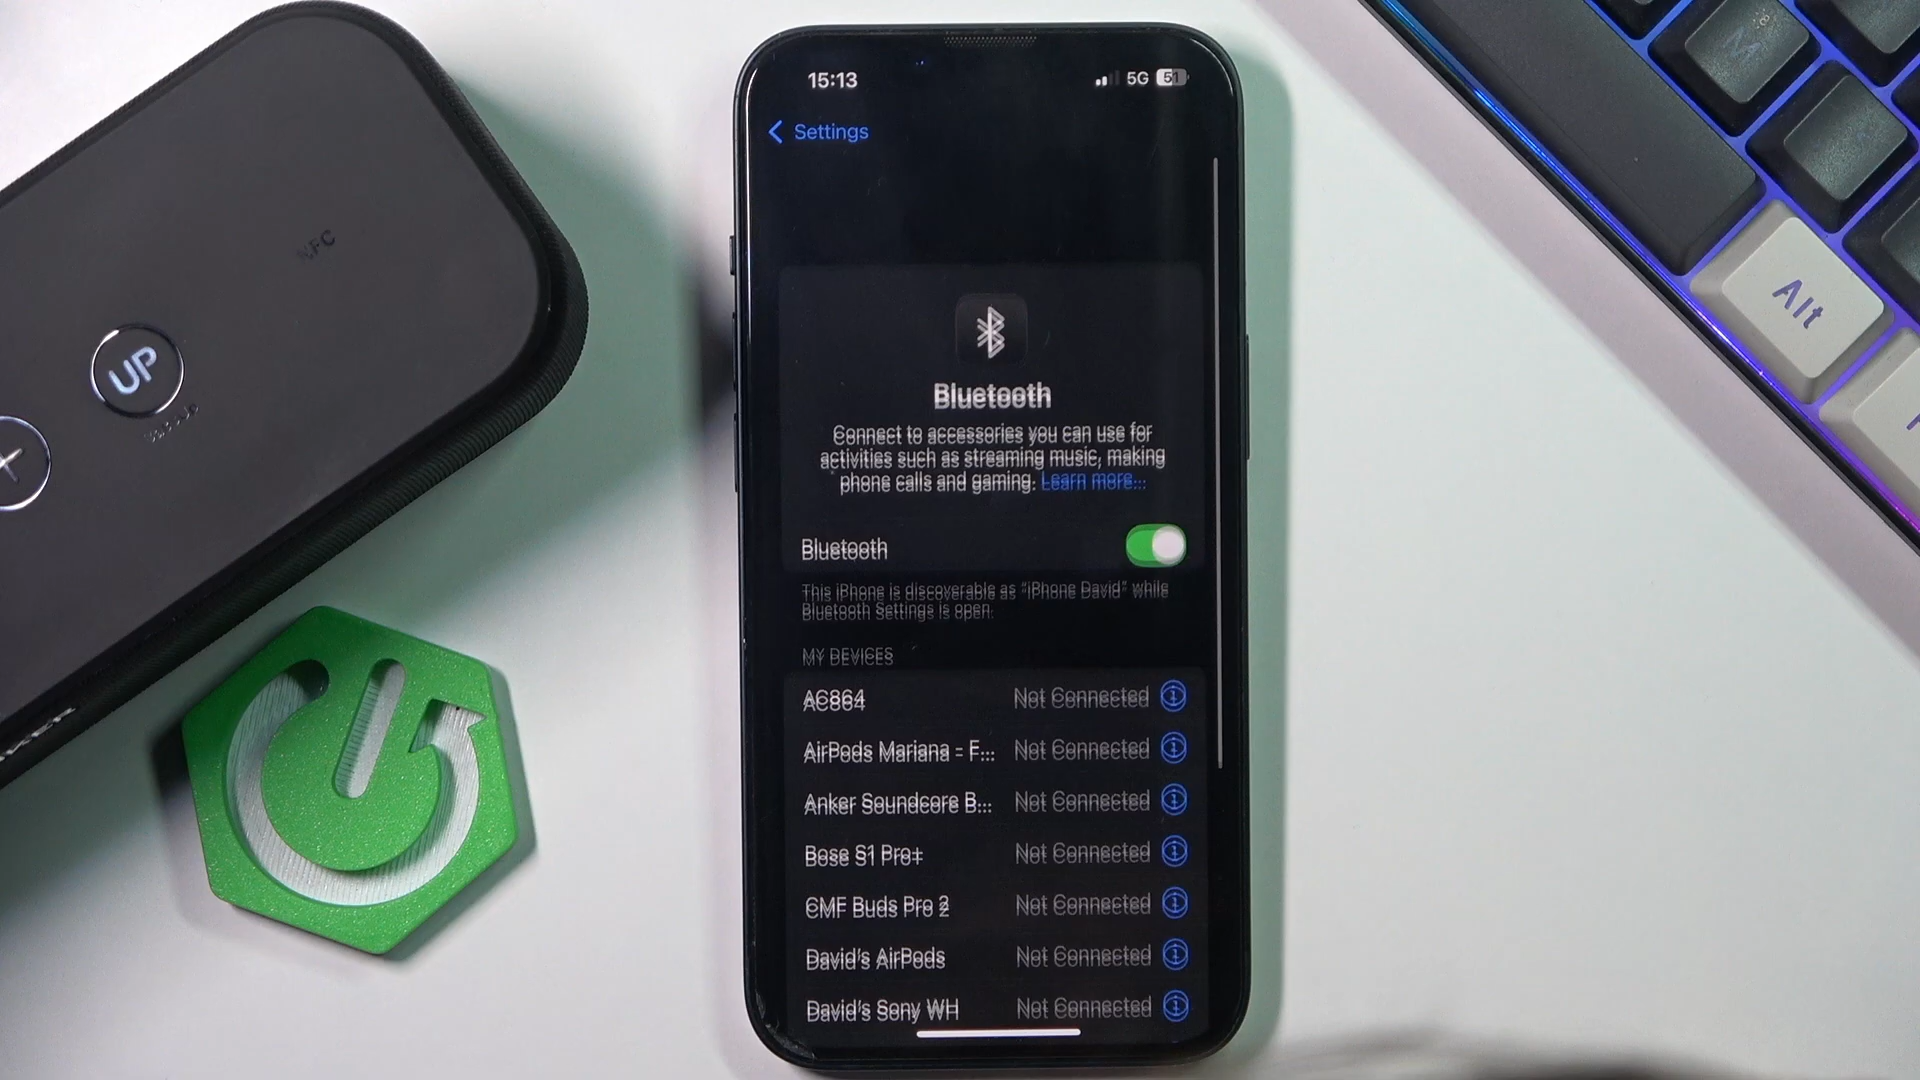 15:13
5G 51
Settings
Bluetooth
Connect to accessories you can use for
activities such as streaming music, making
phone calls and gaming. Learn more...
Bluetooth
This iPhone is discoverable as “iPhone David” while
Bluetooth Settings is open.
MY DEVICES
AC864 Not Connected
AirPods Mariana - F... Not Connected
Anker Soundcore B... Not Connected
Bose S1 Pro+ Not Connected
CMF Buds Pro 2 Not Connected
David's AirPods Not Connected
David's Sony WH Not Connected
NFC
UP
Alt